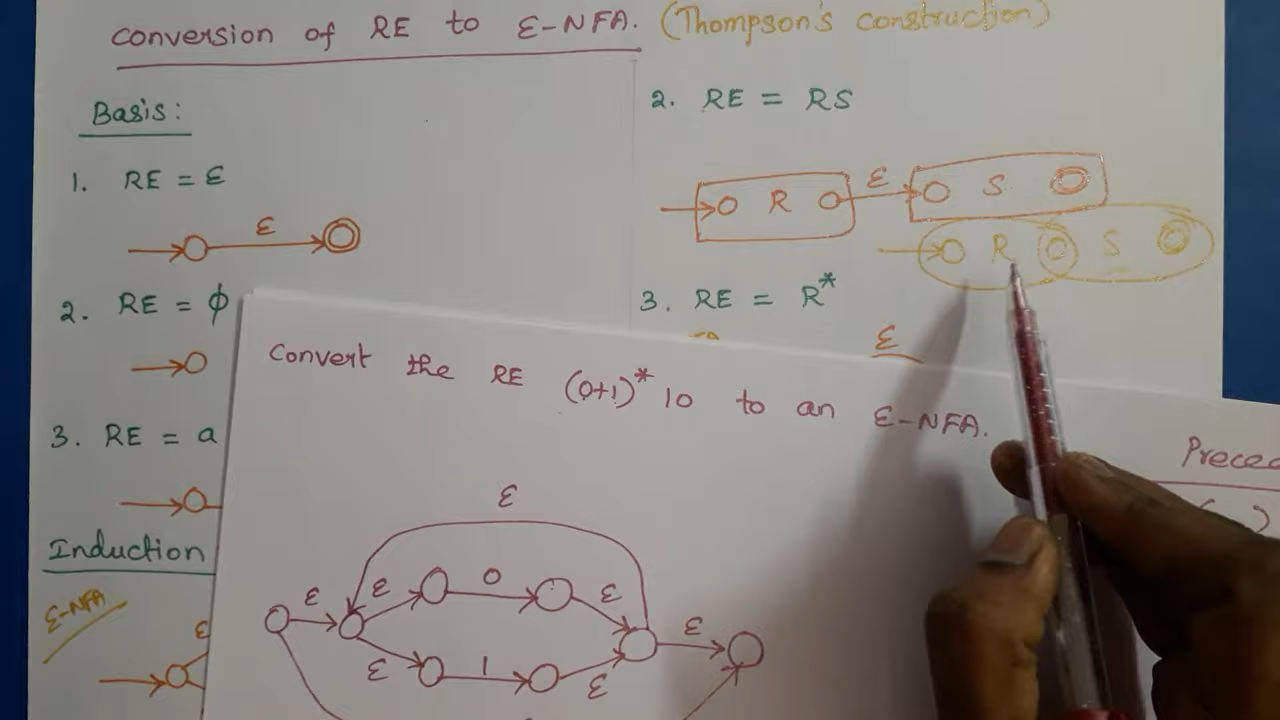 conversion of RE to ε-NFA. (Thompson's construction)
Basis:
1. RE = ε
ε
2. RE = ϕ
3. RE = a
Induction
ε-NFA
ε
2. RE = RS
R ε S
R S
3. RE = R*
ε
Convert the RE (0+1)* 10 to an ε-NFA.
ε
ε ε 0 ε
ε
ε 1 ε
( )